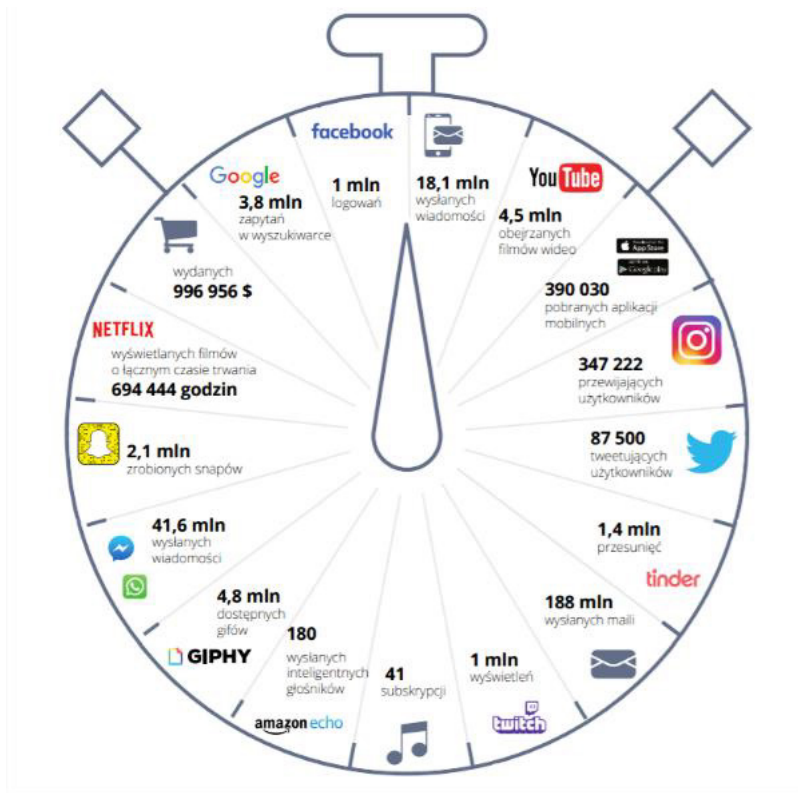 facebook
1 mln
logowań
18,1 mln
wysłanych
wiadomości
YouTube
4,5 mln
obejrzanych
filmów wideo
App Store
Google play
390 030
pobranych aplikacji
mobilnych
347 222
przewijających
użytkowników
87 500
tweetujących
użytkowników
1,4 mln
przesunięć
tinder
188 mln
wysłanych maili
1 mln
wyświetleń
twitch
41
subskrypcji
180
wysłanych
inteligentnych
głośników
amazon echo
4,8 mln
dostępnych
gifów
GIPHY
41,6 mln
wysłanych
wiadomości
2,1 mln
zrobionych snapów
NETFLIX
wyświetlanych filmów
o łącznym czasie trwania
694 444 godzin
wydanych
996 956 $
Google
3,8 mln
zapytań
w wyszukiwarce